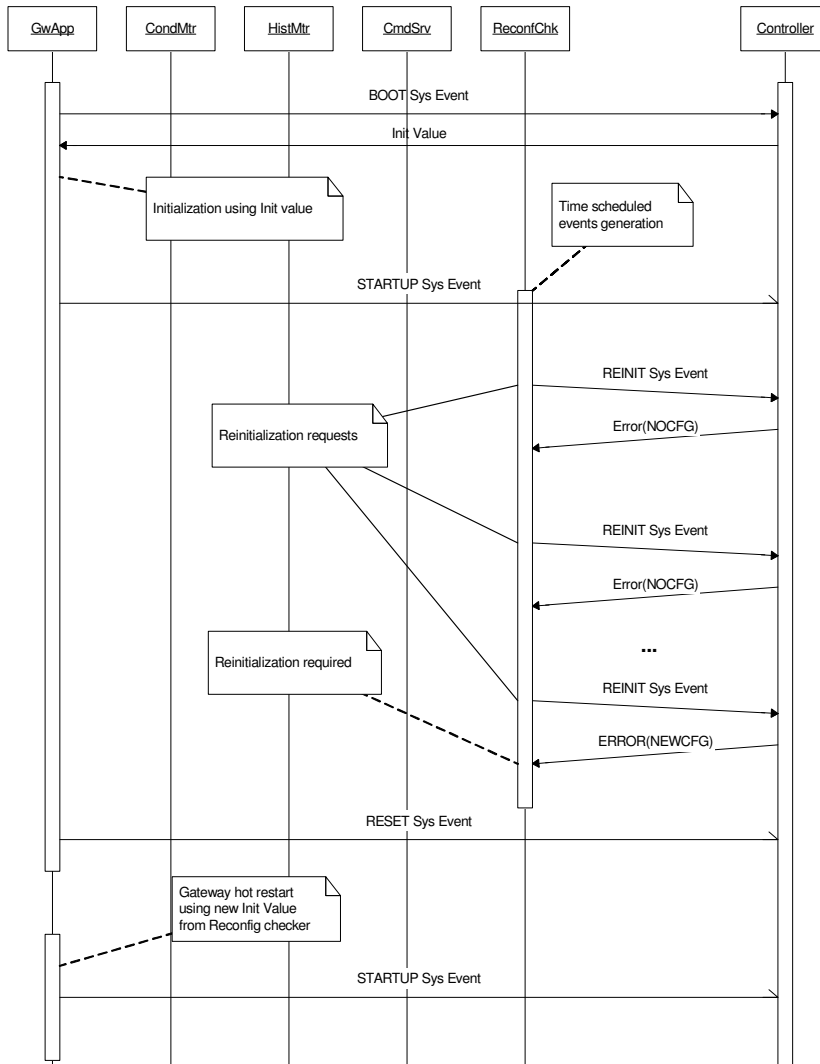 GwApp
CondMtr
HistMtr
CmdSrv
ReconfChk
Controller
BOOT Sys Event
Init Value
Initialization using Init value
Time scheduled
events generation
STARTUP Sys Event
REINIT Sys Event
Reinitialization requests
Error(NOCFG)
REINIT Sys Event
Error(NOCFG)
...
Reinitialization required
REINIT Sys Event
ERROR(NEWCFG)
RESET Sys Event
Gateway hot restart
using new Init Value
from Reconfig checker
STARTUP Sys Event